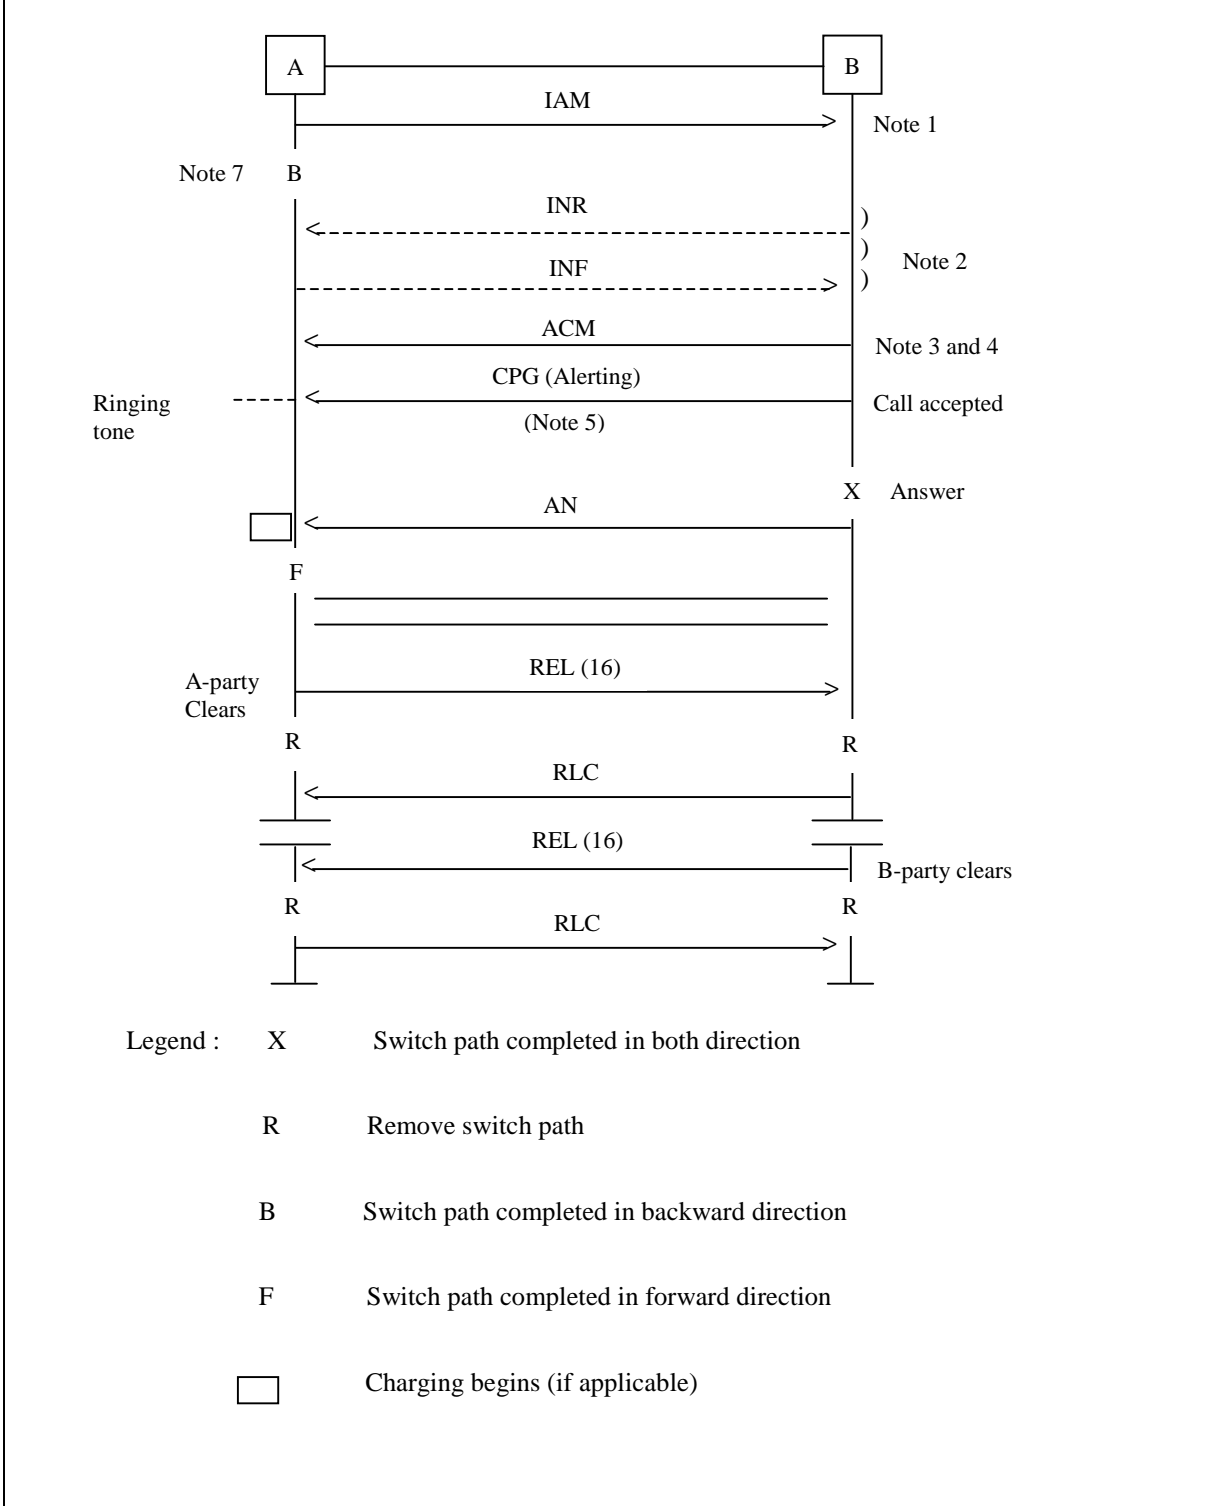 A B
IAM
Note 1
Note 7 B
INR
)
) Note 2
INF
)
ACM
Note 3 and 4
CPG (Alerting)
Ringing
tone
Call accepted
(Note 5)
X Answer
AN
F
REL (16)
A-party
Clears
R R
RLC
REL (16)
B-party clears
R R
RLC
Legend : X Switch path completed in both direction
R Remove switch path
B Switch path completed in backward direction
F Switch path completed in forward direction
Charging begins (if applicable)